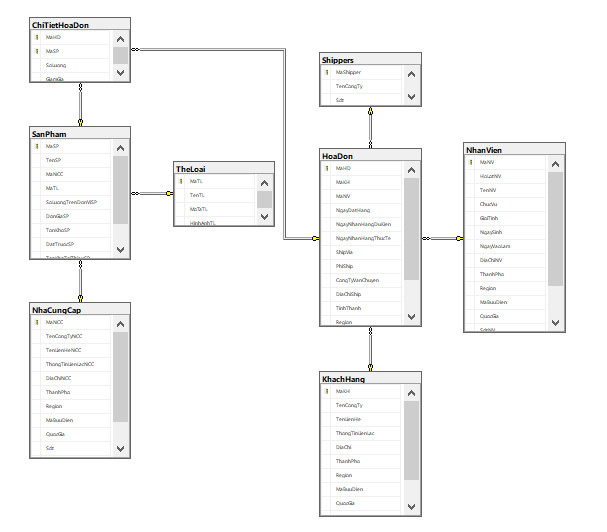 ChiTietHoaDon
MaHD
MaSP
SoLuong
GiamGia
SanPham
MaSP
TenSP
MaNCC
MaTL
SoLuongTrenDonViSP
DonGiaSP
TonKhoSP
DatTruocSP
NhaCungCap
MaNCC
TenCongTyNCC
TenLienHeNCC
ThongTinLienLacNCC
DiaChiNCC
ThanhPho
Region
MaBuuDien
QuocGia
Sdt
TheLoai
MaTL
TenTL
MoTaTL
HinhAnhTL
Shippers
MaShipper
TenCongTy
Sdt
HoaDon
MaHD
MaKH
MaNV
NgayDatHang
NgayNhanHangDuKien
NgayNhanHangThucTe
ShipVia
PhiShip
CongTyVanChuyen
DiaChiShip
TinhThanh
Region
KhachHang
MaKH
TenCongTy
TenLienHe
ThongTinLienLac
DiaChi
ThanhPho
Region
MaBuuDien
QuocGia
NhanVien
MaNV
HoLotNV
TenNV
ChucVu
GioiTinh
NgaySinh
NgayVaoLam
DiaChiNV
ThanhPho
Region
MaBuuDien
QuocGia
SdtNV